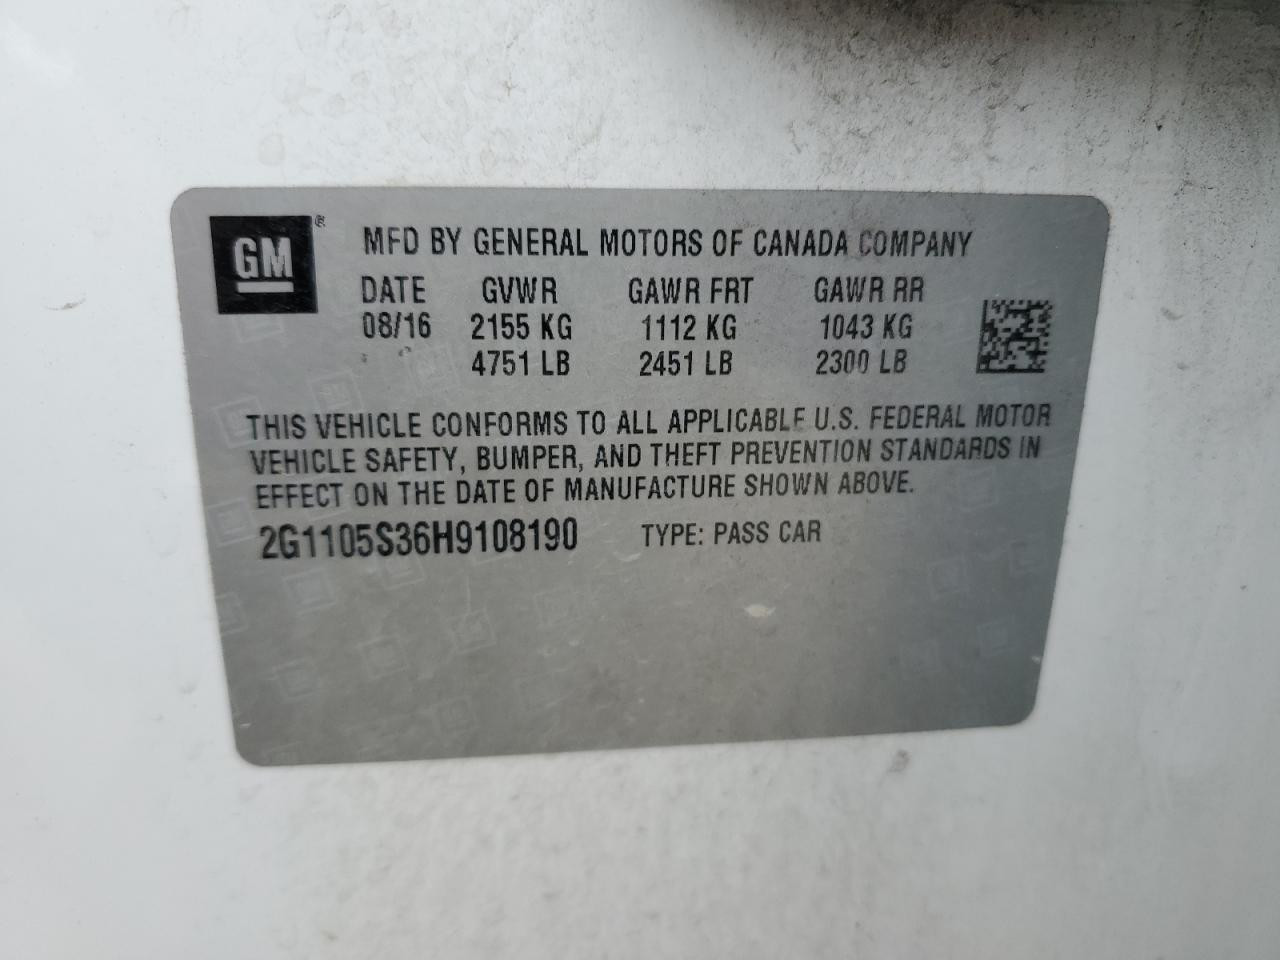 GM ®
MFD BY GENERAL MOTORS OF CANADA COMPANY
DATE GVWR GAWR FRT GAWR RR
08/16 2155 KG 1112 KG 1043 KG
4751 LB 2451 LB 2300 LB
THIS VEHICLE CONFORMS TO ALL APPLICABLE U.S. FEDERAL MOTOR
VEHICLE SAFETY, BUMPER, AND THEFT PREVENTION STANDARDS IN
EFFECT ON THE DATE OF MANUFACTURE SHOWN ABOVE.
2G1105S36H9108190 TYPE: PASS CAR